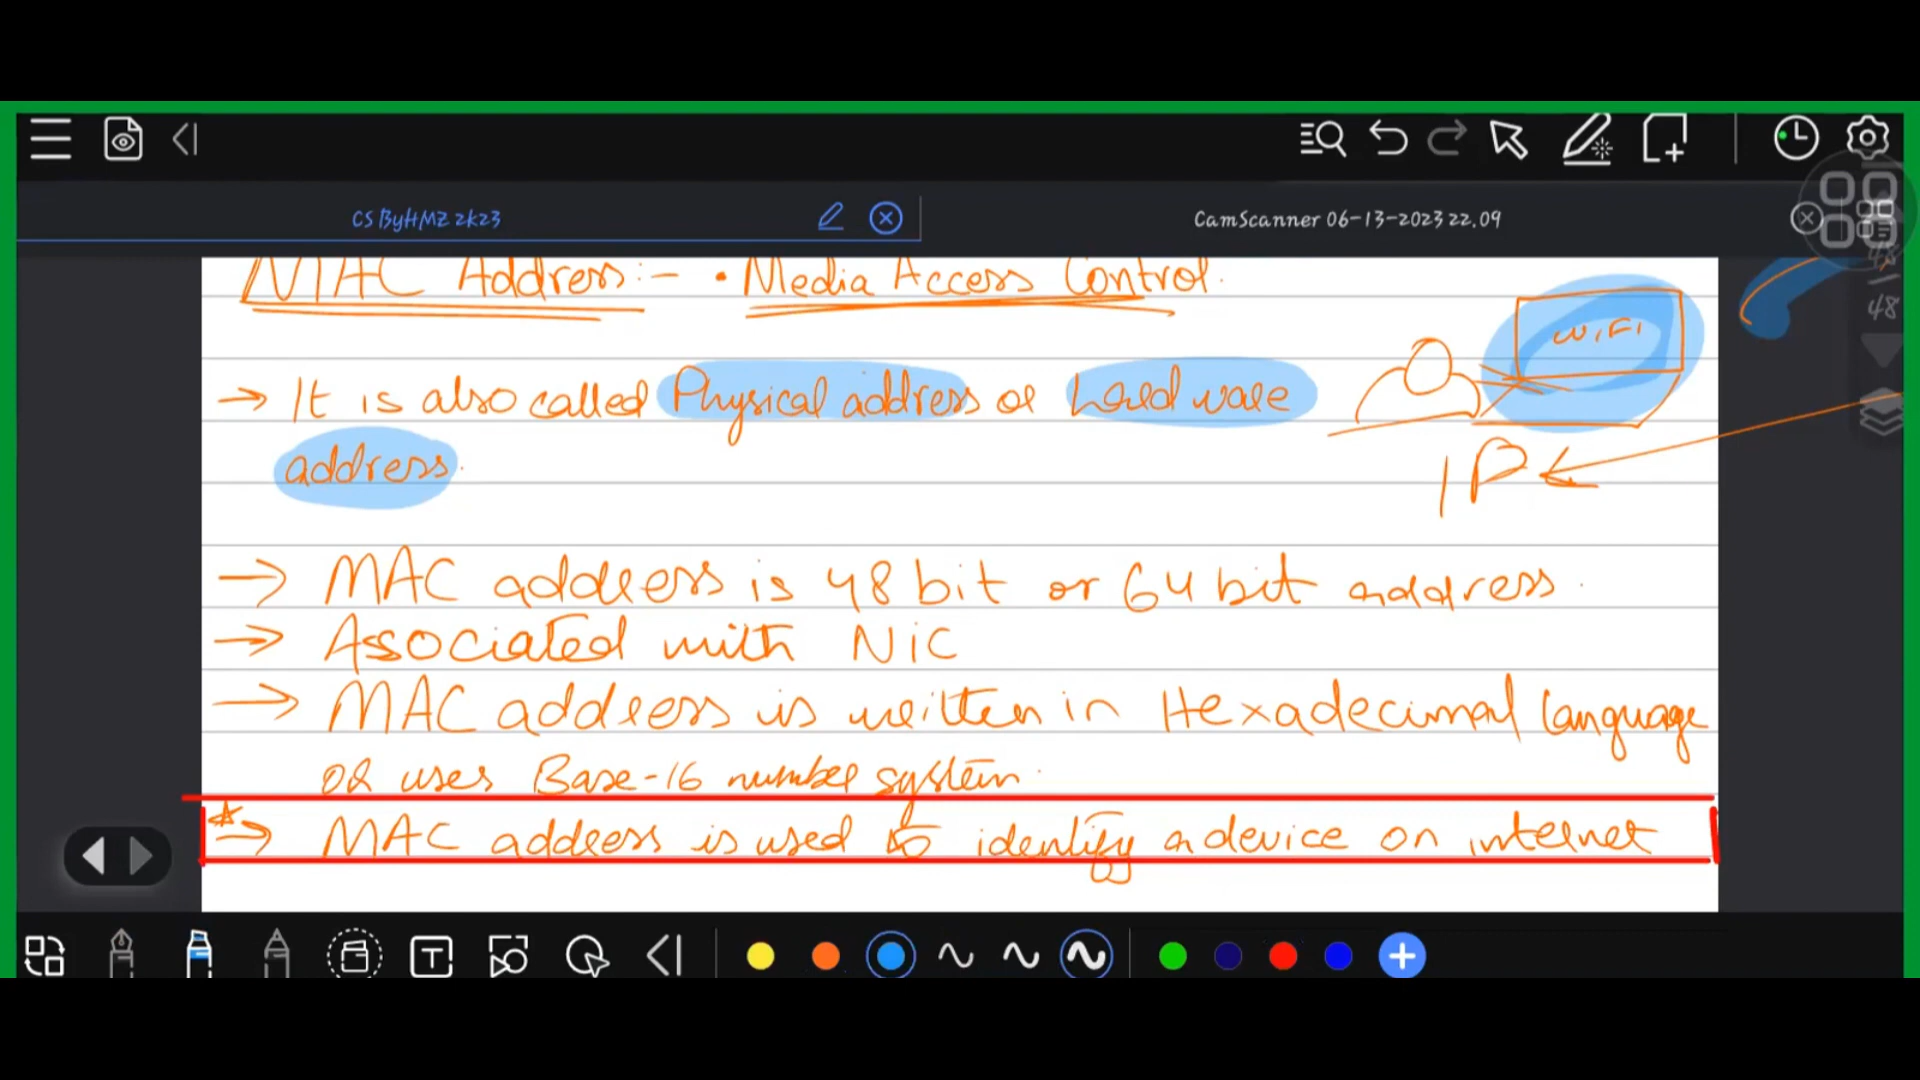 CS ByHMZ 2k23
CamScanner 06-13-2023 22.09
MAC Address:- • Media Access Control.
WiFi
48
→ It is also called Physical address or Hard ware
address.
IP
→ MAC address is 48 bit or 64 bit address.
→ Associated with NiC
→ MAC address is written in Hexadecimal language
or uses Base-16 number system.
→ MAC address is used to identify a device on internet